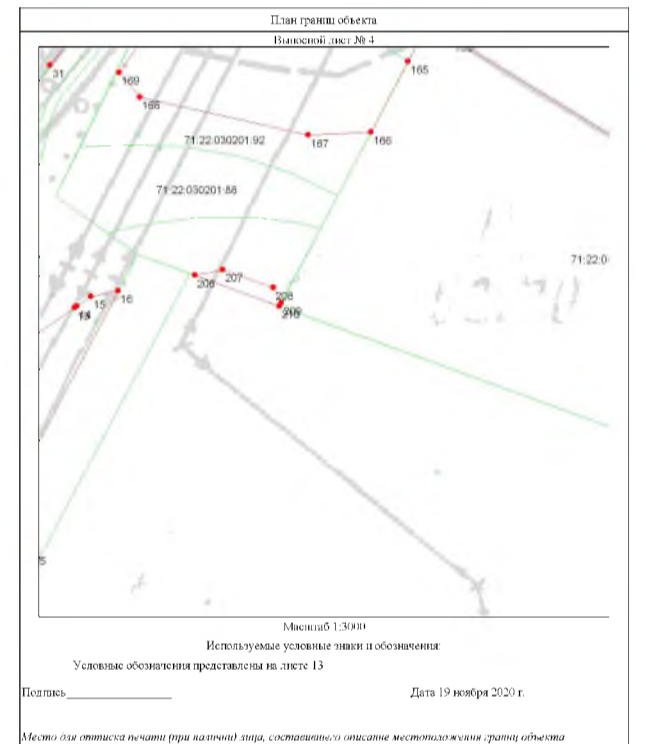 План границ объекта
Выносной лист № 4
165
31
169
168
167
166
71:22:030201:92
71:22:030201:88
71:22:0
206
207
208
209
210
16
15
14
5
Масштаб 1:3000
Используемые условные знаки и обозначения:
Условные обозначения представлены на листе 13
Подпись
Дата 19 ноября 2020 г.
Место для оттиска печати (при наличии) лица, составившего описание местоположения границ объекта